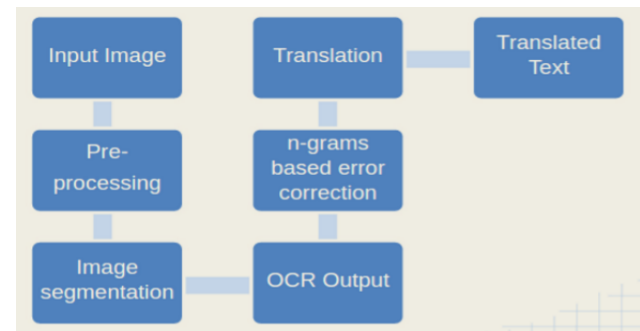 Input Image
Pre-
processing
Image
segmentation
OCR Output
n-grams
based error
correction
Translation
Translated
Text